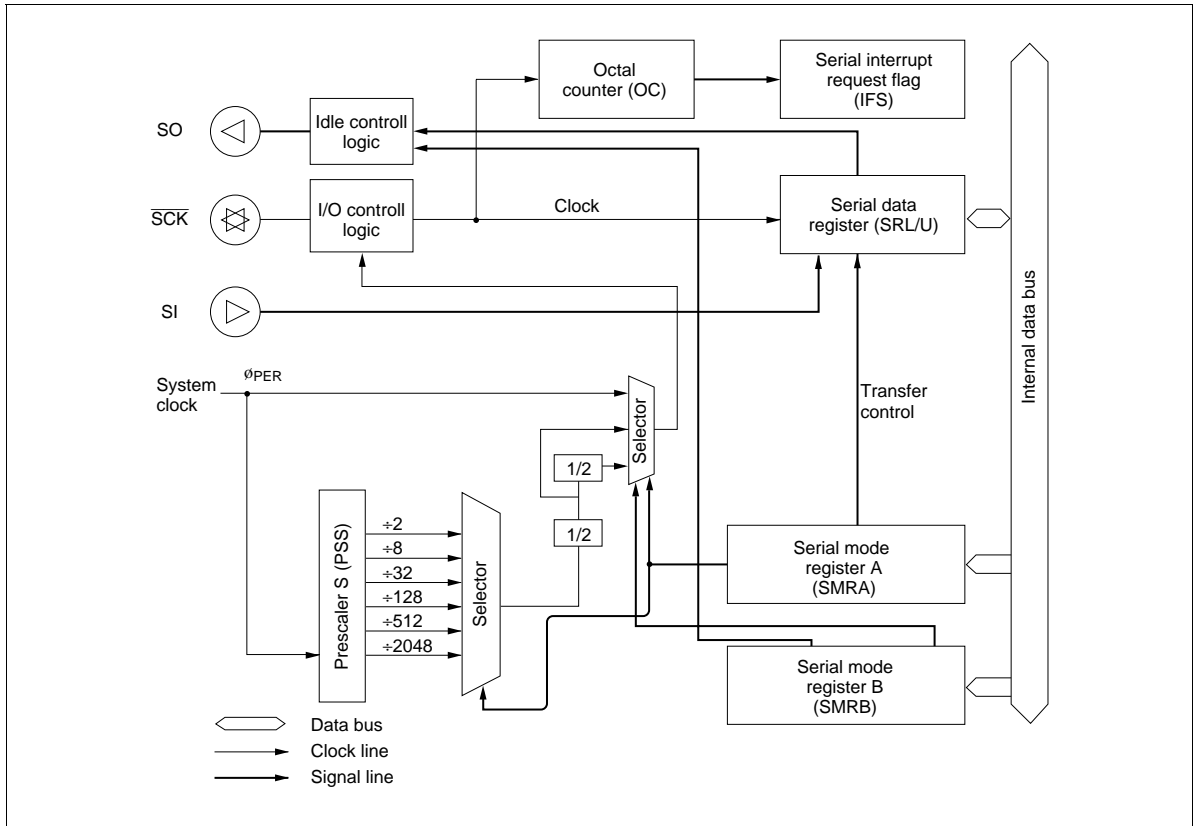 Octal
counter (OC)
Serial interrupt
request flag
(IFS)
SO
Idle controll
logic
SCK
I/O controll
logic
Clock
Serial data
register (SRL/U)
SI
Internal data bus
System
clock
øPER
Selector
Transfer
control
1/2
1/2
Prescaler S (PSS)
÷2
÷8
÷32
÷128
÷512
÷2048
Selector
Serial mode
register A
(SMRA)
Serial mode
register B
(SMRB)
Data bus
Clock line
Signal line